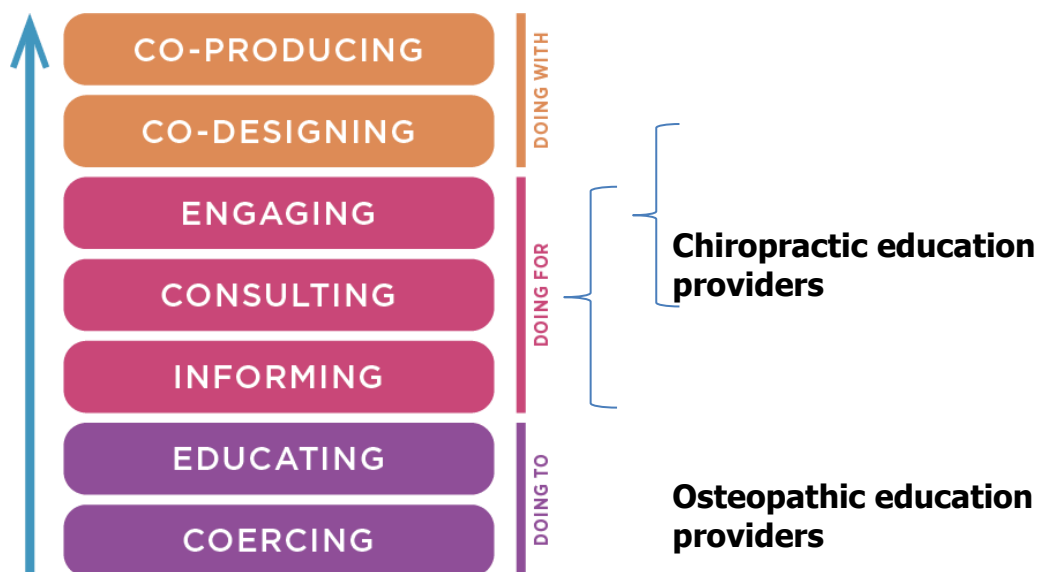 CO-PRODUCING
CO-DESIGNING
ENGAGING
CONSULTING
INFORMING
EDUCATING
COERCING
DOING WITH
DOING FOR
DOING TO
Chiropractic education
providers
Osteopathic education
providers